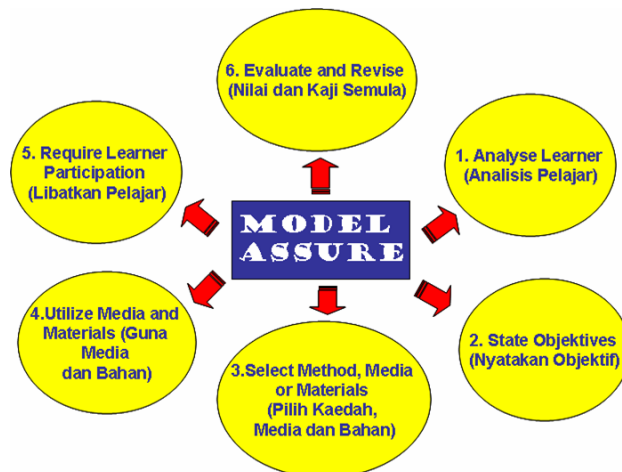 6. Evaluate and Revise
(Nilai dan Kaji Semula)
5. Require Learner
Participation
(Libatkan Pelajar)
1. Analyse Learner
(Analisis Pelajar)
MODEL
ASSURE
4.Utilize Media and
Materials (Guna
Media
dan Bahan)
2. State Objektives
(Nyatakan Objektif)
3.Select Method, Media
or Materials
(Pilih Kaedah,
Media dan Bahan)